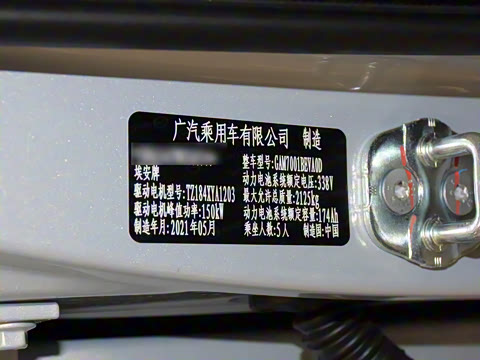 广汽乘用车有限公司 制造
整车型号:GAM7001BEVA0D
埃安牌 动力电池系统额定电压:338V
驱动电机型号:TZ184XYA1203 最大允许总质量:2125kg
驱动电机峰值功率:150kW 动力电池系统额定容量:174Ah
制造年月:2021年05月 乘坐人数:5人 制造国:中国